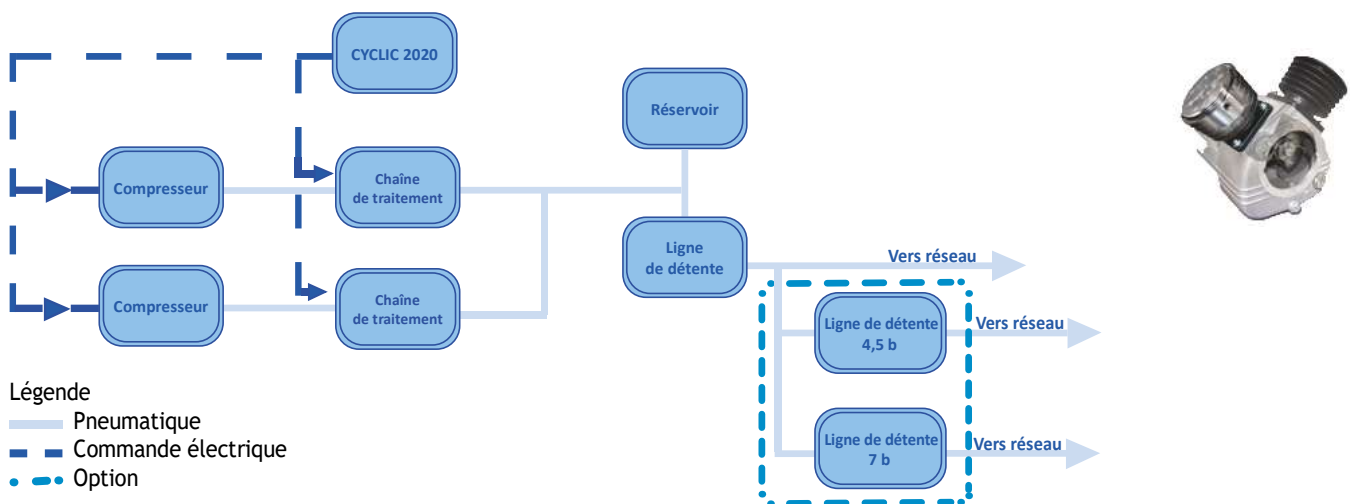 CYCLIC 2020
Réservoir
Compresseur
Chaîne
de traitement
Ligne
de détente
Vers réseau
Compresseur
Chaîne
de traitement
Ligne de détente
4,5 b
Vers réseau
Légende
Pneumatique
Commande électrique
Option
Ligne de détente
7 b
Vers réseau